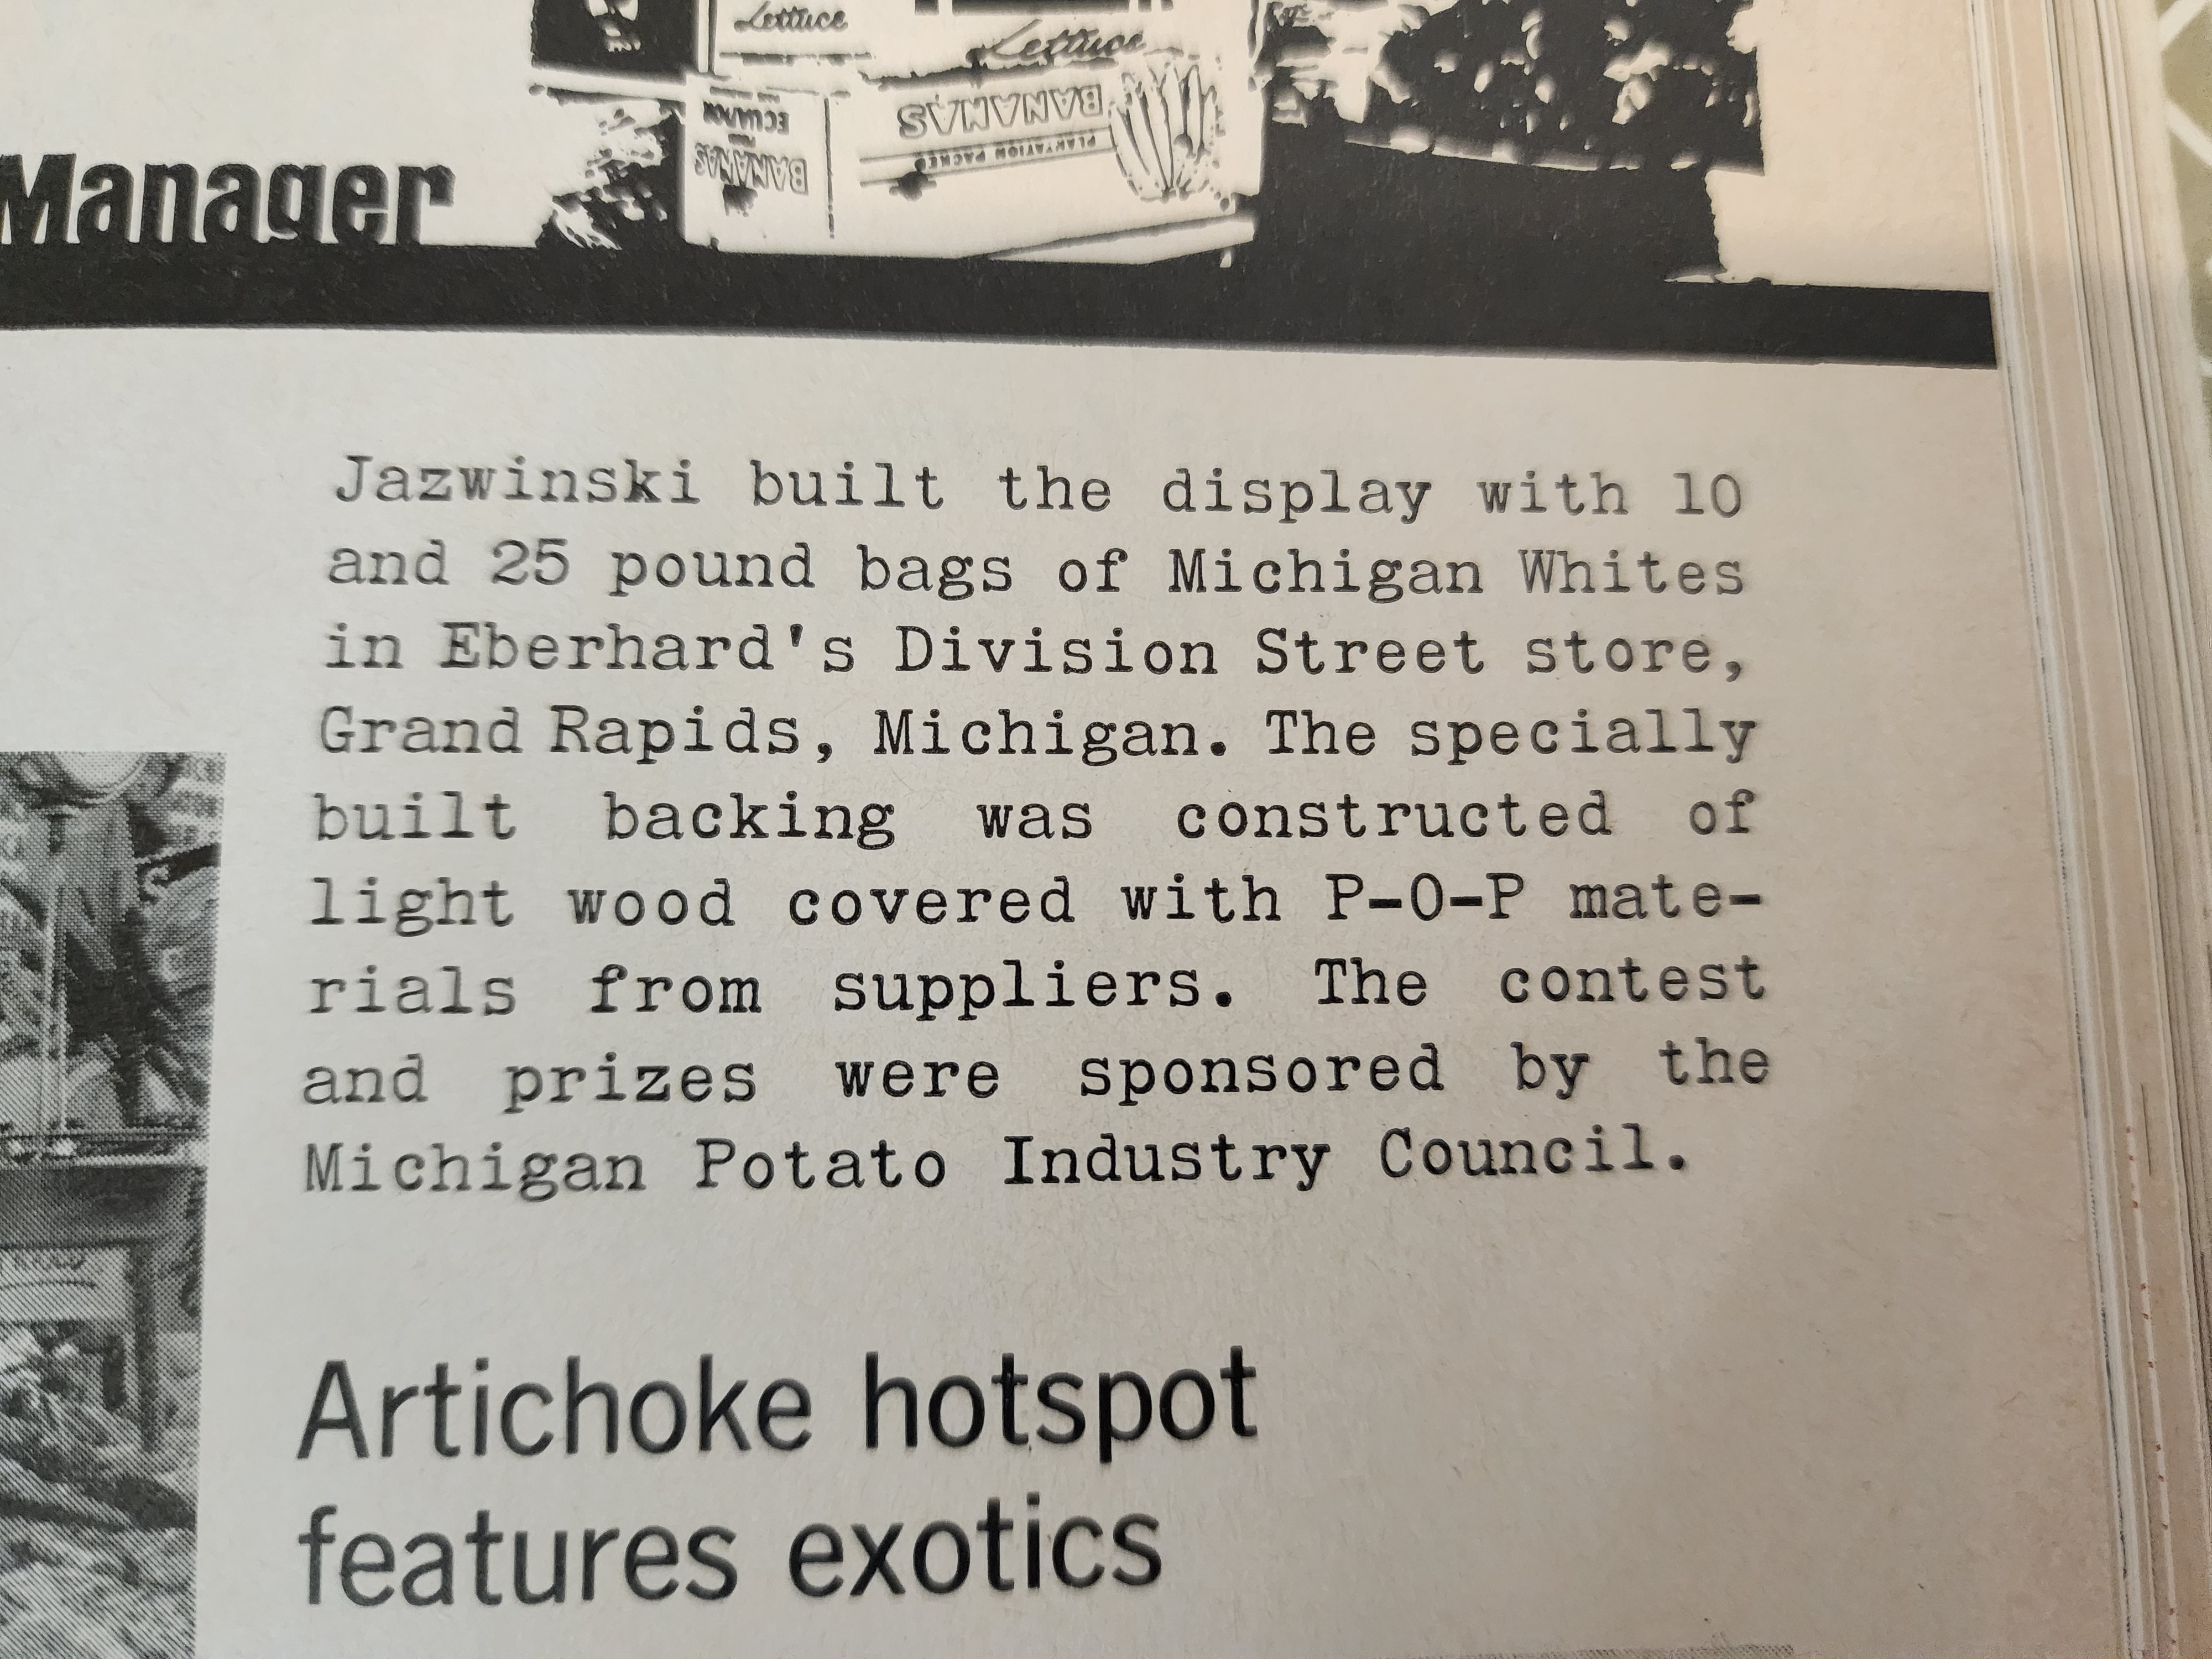 Lettuce
Lettuce
BANANAS
PLANTATION PACKED
ECUADOR
BANANAS
Manager
Jazwinski built the display with 10
and 25 pound bags of Michigan Whites
in Eberhard's Division Street store,
Grand Rapids, Michigan. The specially
built backing was constructed of
light wood covered with P-O-P mate-
rials from suppliers. The contest
and prizes were sponsored by the
Michigan Potato Industry Council.
Artichoke hotspot
features exotics